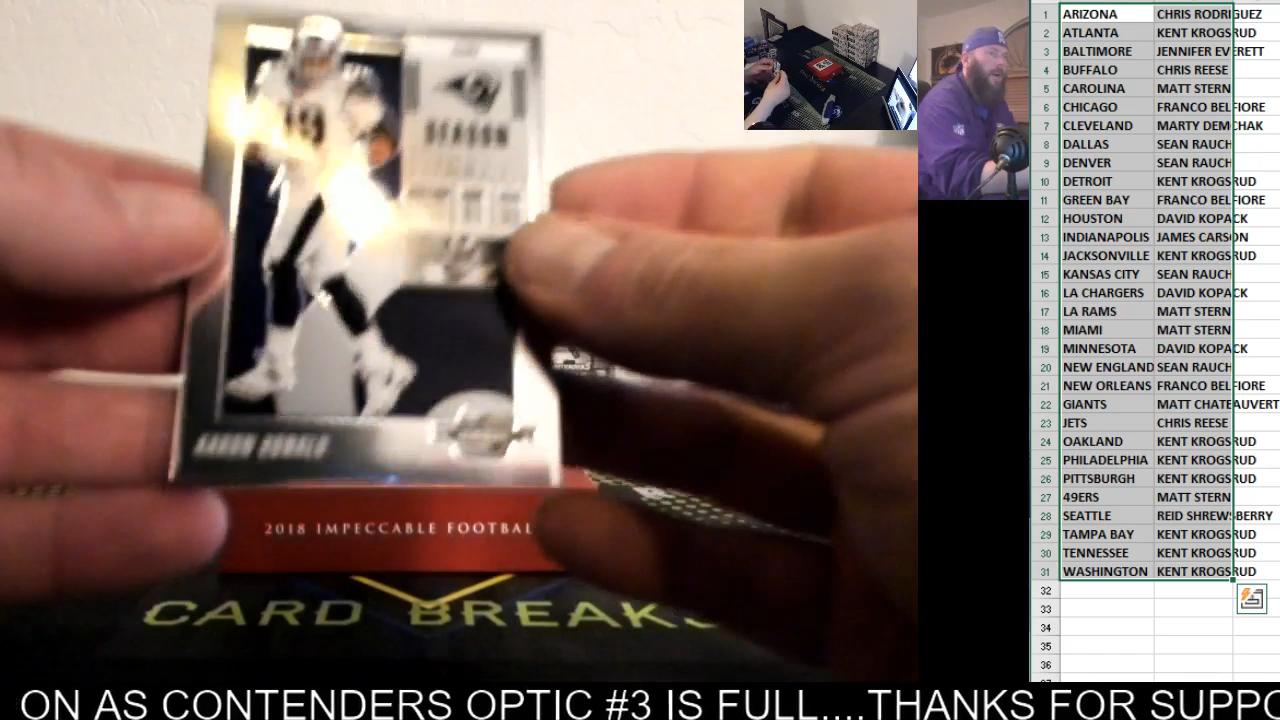 SEASON
99
AARON DONALD
2018 IMPECCABLE FOOTBAL
CARD BREAKS
1 ARIZONA CHRIS RODRIGUEZ
2 ATLANTA KENT KROGSRUD
3 BALTIMORE JENNIFER EVERETT
4 BUFFALO CHRIS REESE
5 CAROLINA MATT STERN
6 CHICAGO FRANCO BELFIORE
7 CLEVELAND MARTY DEMCHAK
8 DALLAS SEAN RAUCH
9 DENVER SEAN RAUCH
10 DETROIT KENT KROGSRUD
11 GREEN BAY FRANCO BELFIORE
12 HOUSTON DAVID KOPACK
13 INDIANAPOLIS JAMES CARSON
14 JACKSONVILLE KENT KROGSRUD
15 KANSAS CITY SEAN RAUCH
16 LA CHARGERS DAVID KOPACK
17 LA RAMS MATT STERN
18 MIAMI MATT STERN
19 MINNESOTA DAVID KOPACK
20 NEW ENGLAND SEAN RAUCH
21 NEW ORLEANS FRANCO BELFIORE
22 GIANTS MATT CHATEAUVERT
23 JETS CHRIS REESE
24 OAKLAND KENT KROGSRUD
25 PHILADELPHIA KENT KROGSRUD
26 PITTSBURGH KENT KROGSRUD
27 49ERS MATT STERN
28 SEATTLE REID SHREWSBERRY
29 TAMPA BAY KENT KROGSRUD
30 TENNESSEE KENT KROGSRUD
31 WASHINGTON KENT KROGSRUD
32
33
34
35
36
ON AS CONTENDERS OPTIC #3 IS FULL....THANKS FOR SUPPO